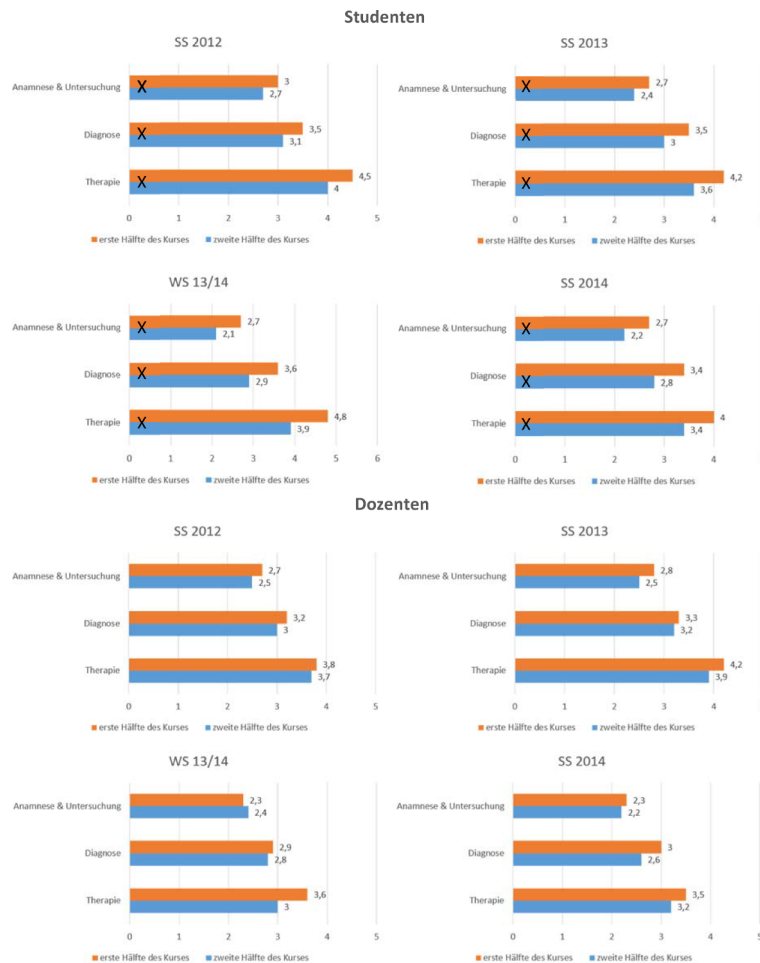 Studenten
SS 2012
Anamnese & Untersuchung
X
3
2,7
Diagnose
X
3,5
3,1
Therapie
X
4,5
4
0 1 2 3 4 5
erste Hälfte des Kurses zweite Hälfte des Kurses
SS 2013
Anamnese & Untersuchung
X
2,7
2,4
Diagnose
X
3,5
3
Therapie
X
4,2
3,6
0 1 2 3 4
erste Hälfte des Kurses zweite Hälfte des Kurses
WS 13/14
Anamnese & Untersuchung
X
2,7
2,1
Diagnose
X
3,6
2,9
Therapie
X
4,8
3,9
0 1 2 3 4 5 6
erste Hälfte des Kurses zweite Hälfte des Kurses
SS 2014
Anamnese & Untersuchung
X
2,7
2,2
Diagnose
X
3,4
2,8
Therapie
X
4
3,4
0 1 2 3 4
erste Hälfte des Kurses zweite Hälfte des Kurses
Dozenten
SS 2012
Anamnese & Untersuchung
2,7
2,5
Diagnose
3,2
3
Therapie
3,8
3,7
0 1 2 3 4 5
erste Hälfte des Kurses zweite Hälfte des Kurses
SS 2013
Anamnese & Untersuchung
2,8
2,5
Diagnose
3,3
3,2
Therapie
4,2
3,9
0 1 2 3 4
erste Hälfte des Kurses zweite Hälfte des Kurses
WS 13/14
Anamnese & Untersuchung
2,3
2,4
Diagnose
2,9
2,8
Therapie
3,6
3
0 1 2 3 4 5
erste Hälfte des Kurses zweite Hälfte des Kurses
SS 2014
Anamnese & Untersuchung
2,3
2,2
Diagnose
3
2,6
Therapie
3,5
3,2
0 1 2 3 4 5
erste Hälfte des Kurses zweite Hälfte des Kurses